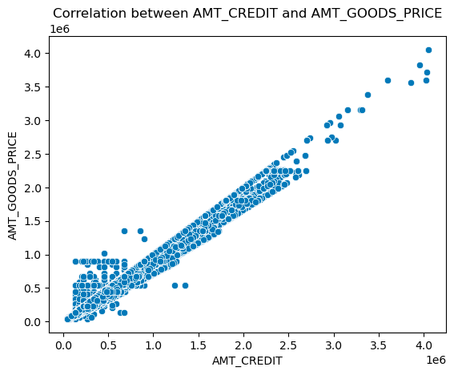 Correlation between AMT_CREDIT and AMT_GOODS_PRICE
1e6
4.0
3.5
3.0
2.5
2.0
1.5
1.0
0.5
0.0
AMT_GOODS_PRICE
0.0 0.5 1.0 1.5 2.0 2.5 3.0 3.5 4.0
AMT_CREDIT
1e6